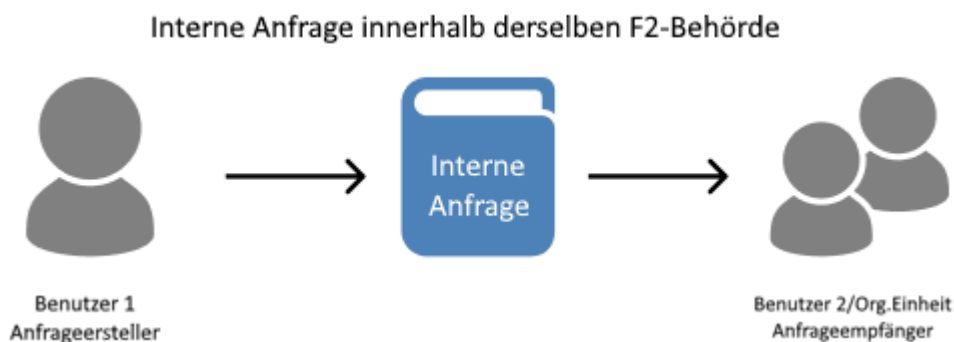 Interne Anfrage innerhalb derselben F2-Behörde
Interne
Anfrage
Benutzer 1
Anfrageersteller
Benutzer 2/Org.Einheit
Anfrageempfänger